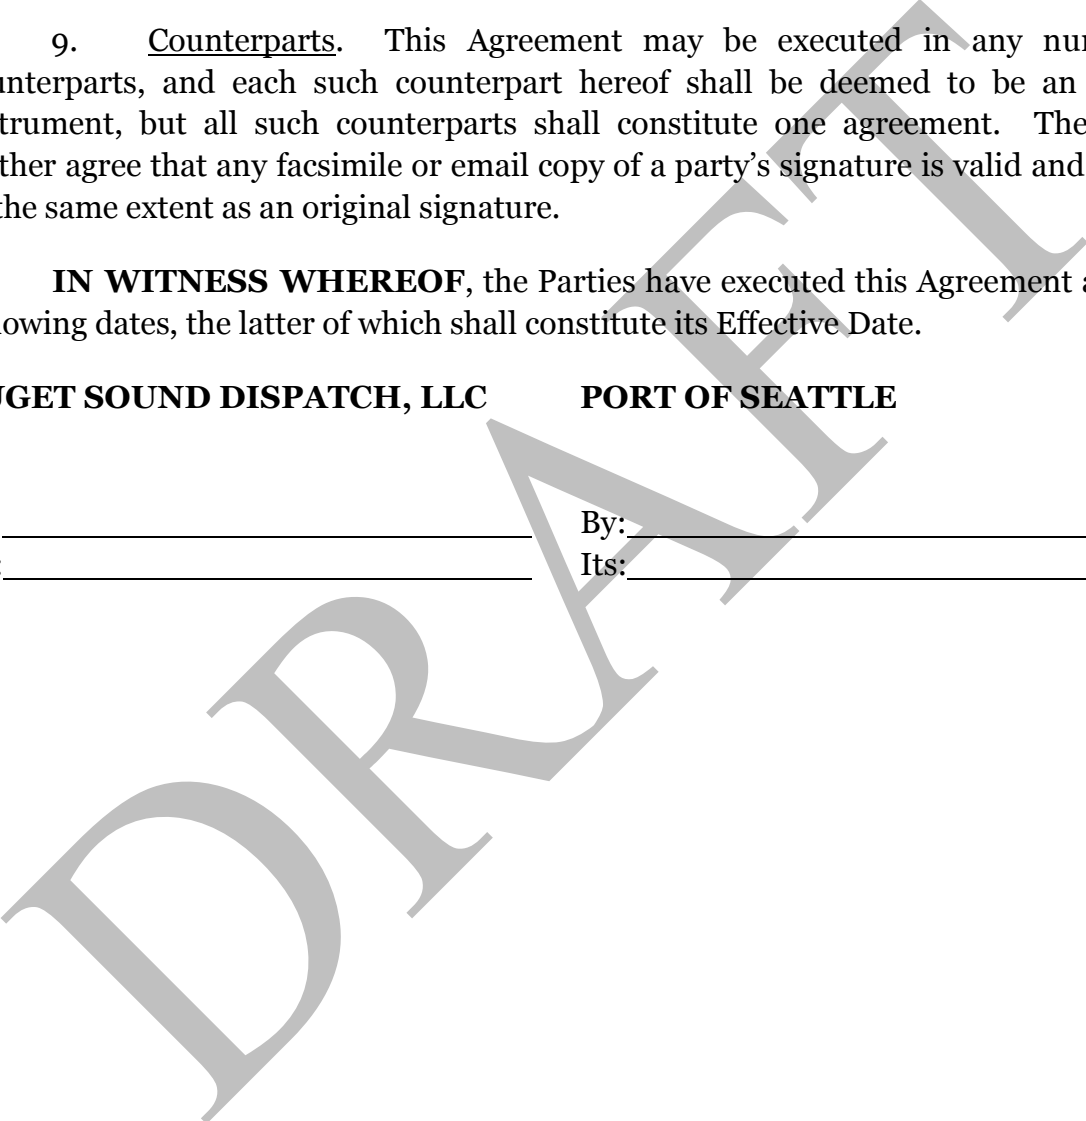 9. Counterparts. This Agreement may be executed in any nu
unterparts, and each such counterpart hereof shall be deemed to be an
trument, but all such counterparts shall constitute one agreement. The
ther agree that any facsimile or email copy of a party’s signature is valid and
the same extent as an original signature.
IN WITNESS WHEREOF, the Parties have executed this Agreement a
lowing dates, the latter of which shall constitute its Effective Date.
UGET SOUND DISPATCH, LLC PORT OF SEATTLE
By:
: Its:
DRAFT